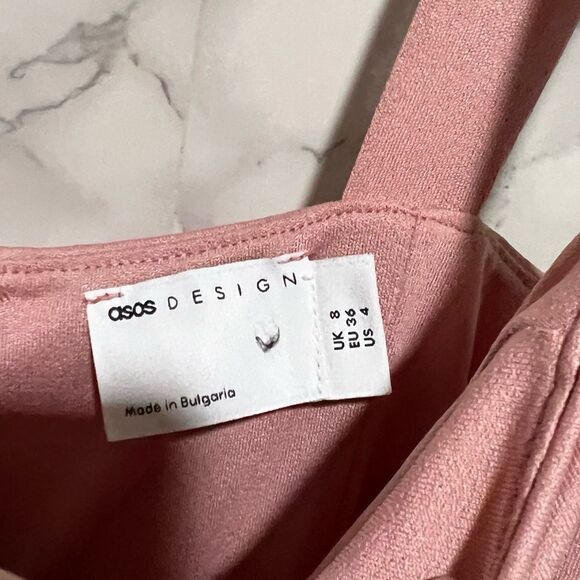 asos DESIGN
Made in Bulgaria
UK 8
EU 36
US 4